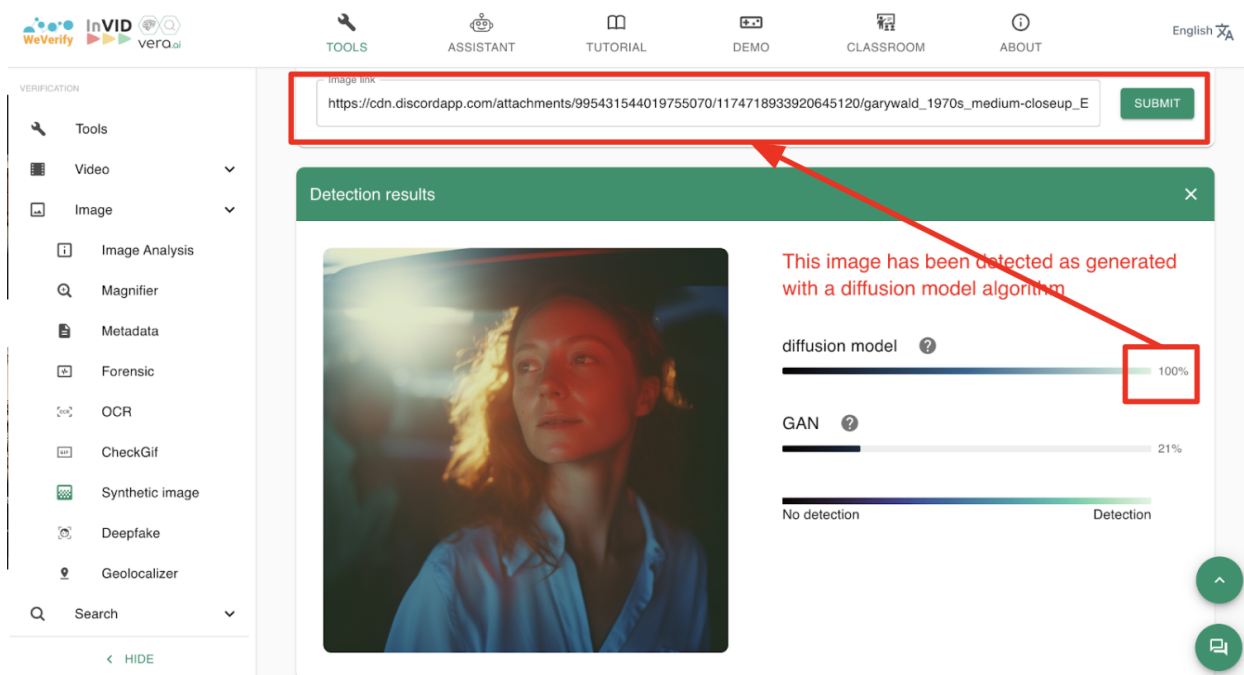 WeVerify
InVID
vera.ai
TOOLS
ASSISTANT
TUTORIAL
DEMO
CLASSROOM
ABOUT
English
VERIFICATION
Tools
Video
Image
Image Analysis
Magnifier
Metadata
Forensic
OCR
CheckGif
Synthetic image
Deepfake
Geolocalizer
Search
< HIDE
Image link
https://cdn.discordapp.com/attachments/995431544019755070/1174718933920645120/garywald_1970s_medium-closeup_E
SUBMIT
Detection results
This image has been detected as generated
with a diffusion model algorithm
diffusion model ?
100%
GAN ?
21%
No detection
Detection